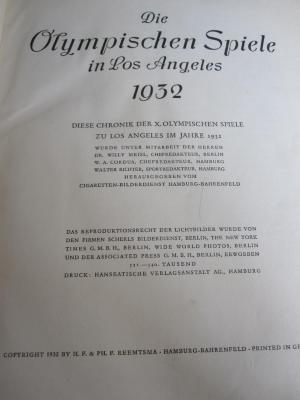 Die
Olympischen Spiele
in Los Angeles
1932
DIESE CHRONIK DER X. OLYMPISCHEN SPIELE
ZU LOS ANGELES IM JAHRE 1932
WURDE UNTER MITARBEIT DER HERREN
DR. WILLY MEISL, CHEFREDAKTEUR, BERLIN
W. A. CORDUA, CHEFREDAKTEUR, HAMBURG
WALTER RICHTER, SPORTREDAKTEUR, HAMBURG
HERAUSGEGEBEN VOM
CIGARETTEN-BILDERDIENST HAMBURG-BAHRENFELD
DAS REPRODUKTIONSRECHT DER LICHTBILDER WURDE VON
DEN FIRMEN SCHERLS BILDERDIENST, BERLIN, THE NEW YORK
TIMES G. M. B. H., BERLIN, WIDE WORLD PHOTOS, BERLIN
UND DER ASSOCIATED PRESS G. M. B. H., BERLIN, ERWORBEN
TAUSEND
DRUCK: HANSEATISCHE VERLAGSANSTALT AG., HAMBURG
COPYRIGHT 1932 BY H. F. & PH. F. REEMTSMA - HAMBURG-BAHRENFELD - PRINTED IN